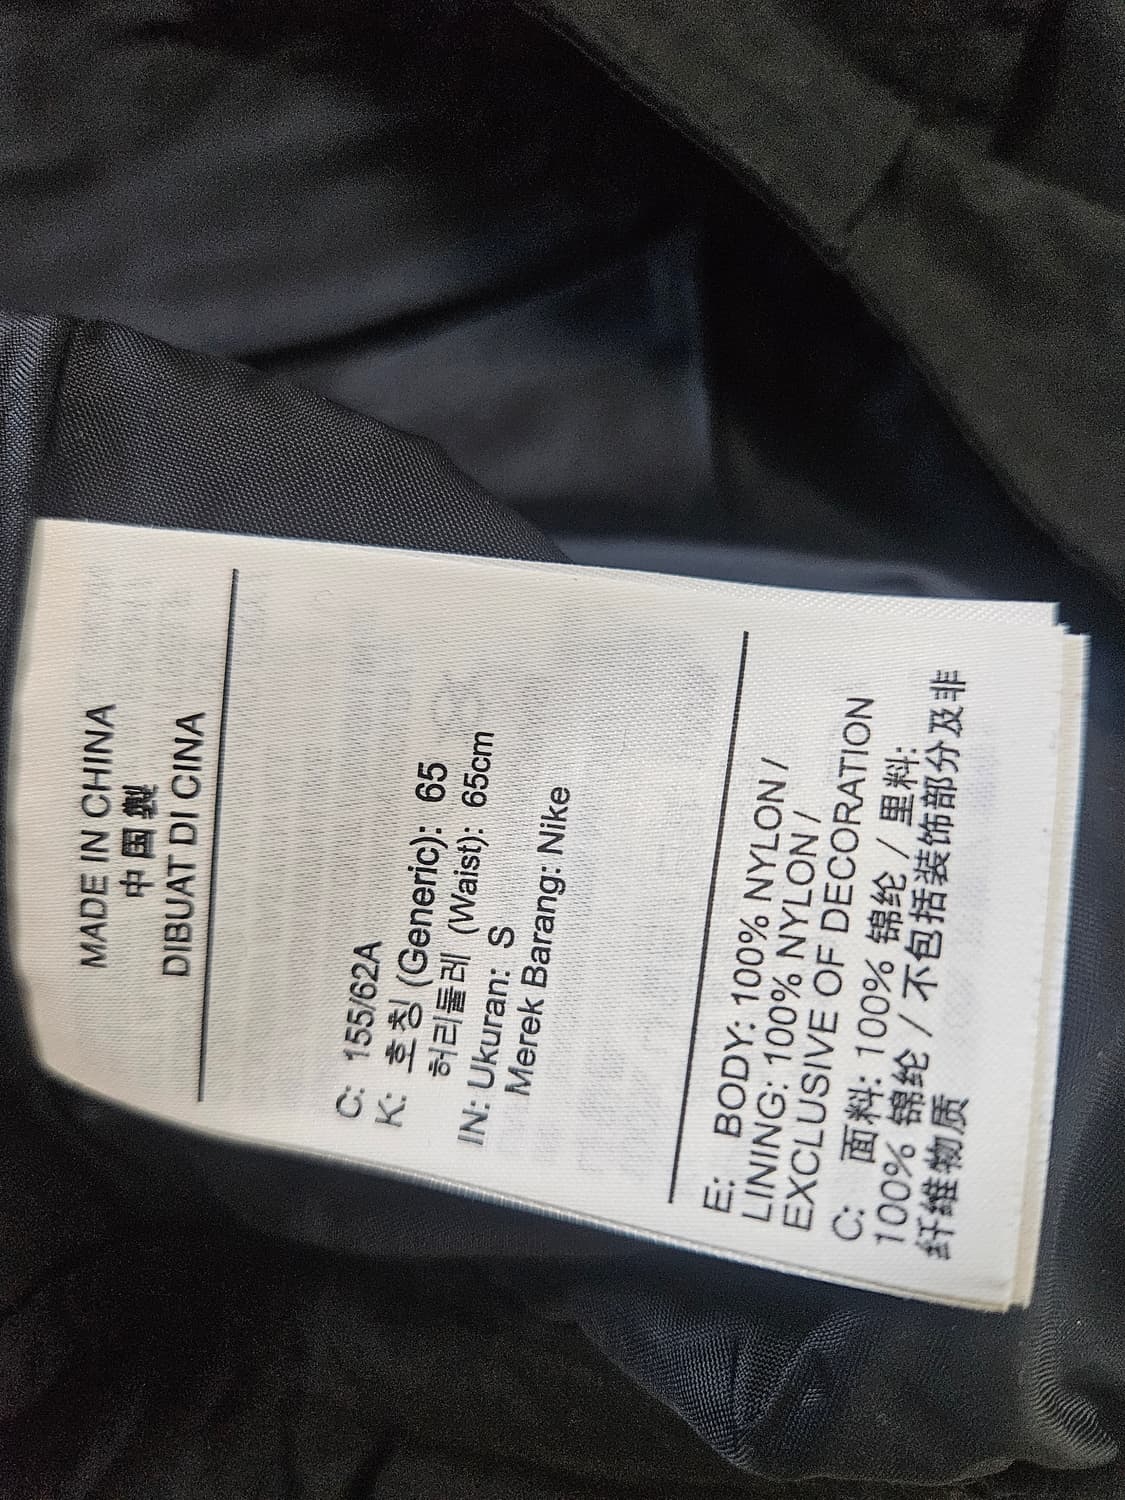 MADE IN CHINA
中国製
DIBUAT DI CINA
C: 155/62A
K: 호칭 (Generic): 65
허리둘레 (Waist): 65cm
IN: Ukuran: S
Merek Barang: Nike
E: BODY: 100% NYLON /
LINING: 100% NYLON /
EXCLUSIVE OF DECORATION
C: 面料: 100% 锦纶 / 里料:
100% 锦纶 / 不包括装饰部分及非
纤维物质